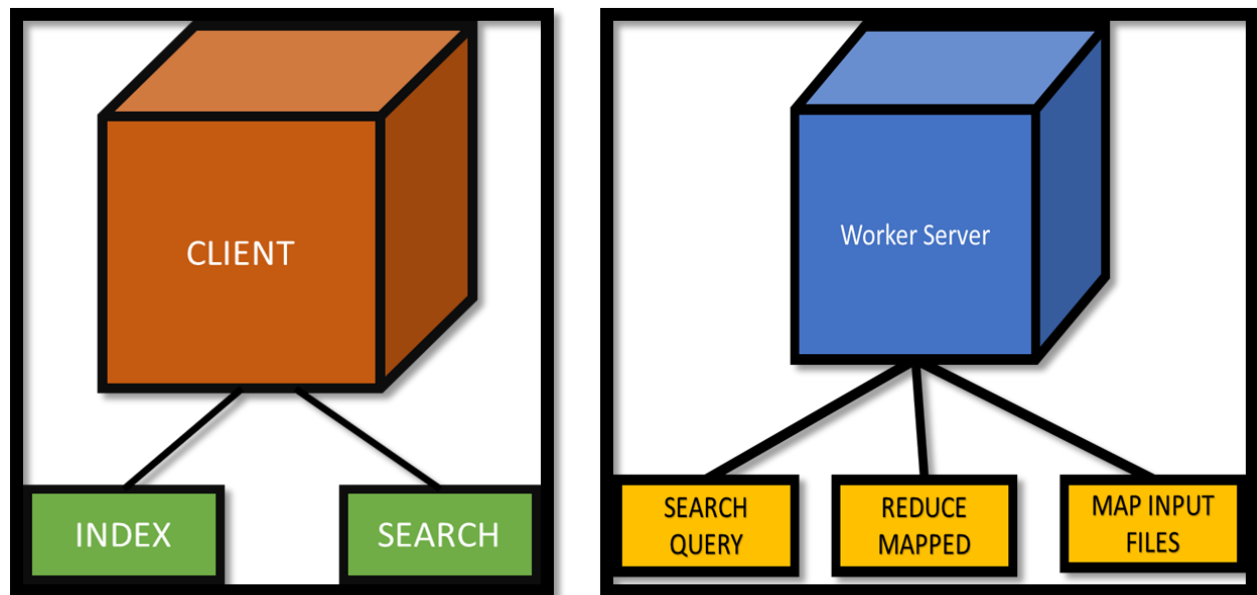 CLIENT
INDEX
SEARCH
Worker Server
SEARCH
QUERY
REDUCE
MAPPED
MAP INPUT
FILES